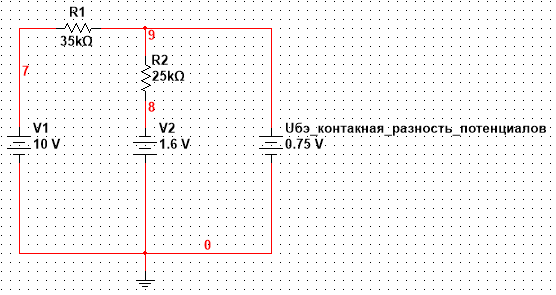 R1
35kΩ
9
R2
25kΩ
7
8
V1
10 V
V2
1.6 V
Uбэ_контакная_разность_потенциалов
0.75 V
0